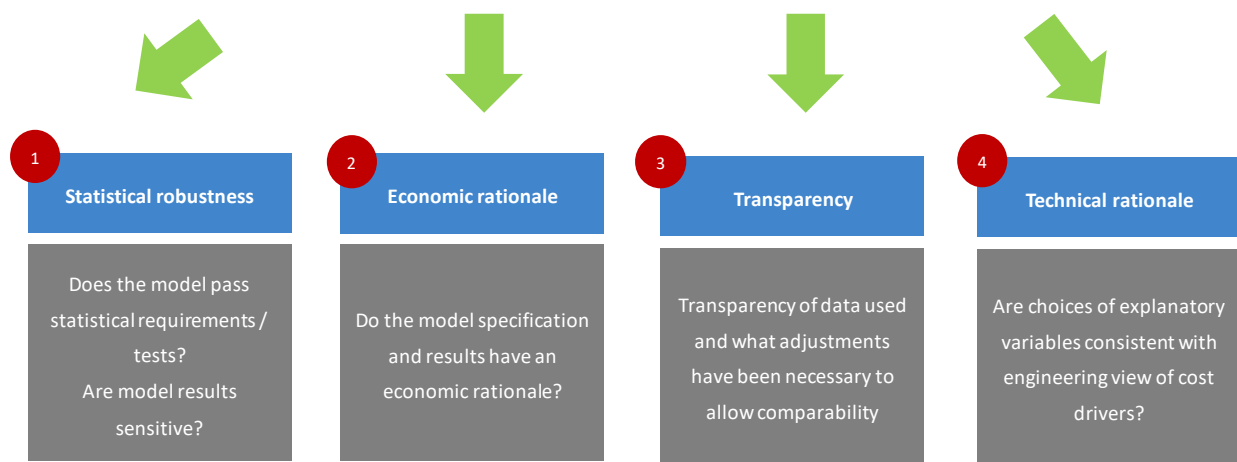 1
Statistical robustness
Does the model pass
statistical requirements /
tests?
Are model results
sensitive?
2
Economic rationale
Do the model specification
and results have an
economic rationale?
3
Transparency
Transparency of data used
and what adjustments
have been necessary to
allow comparability
4
Technical rationale
Are choices of explanatory
variables consistent with
engineering view of cost
drivers?